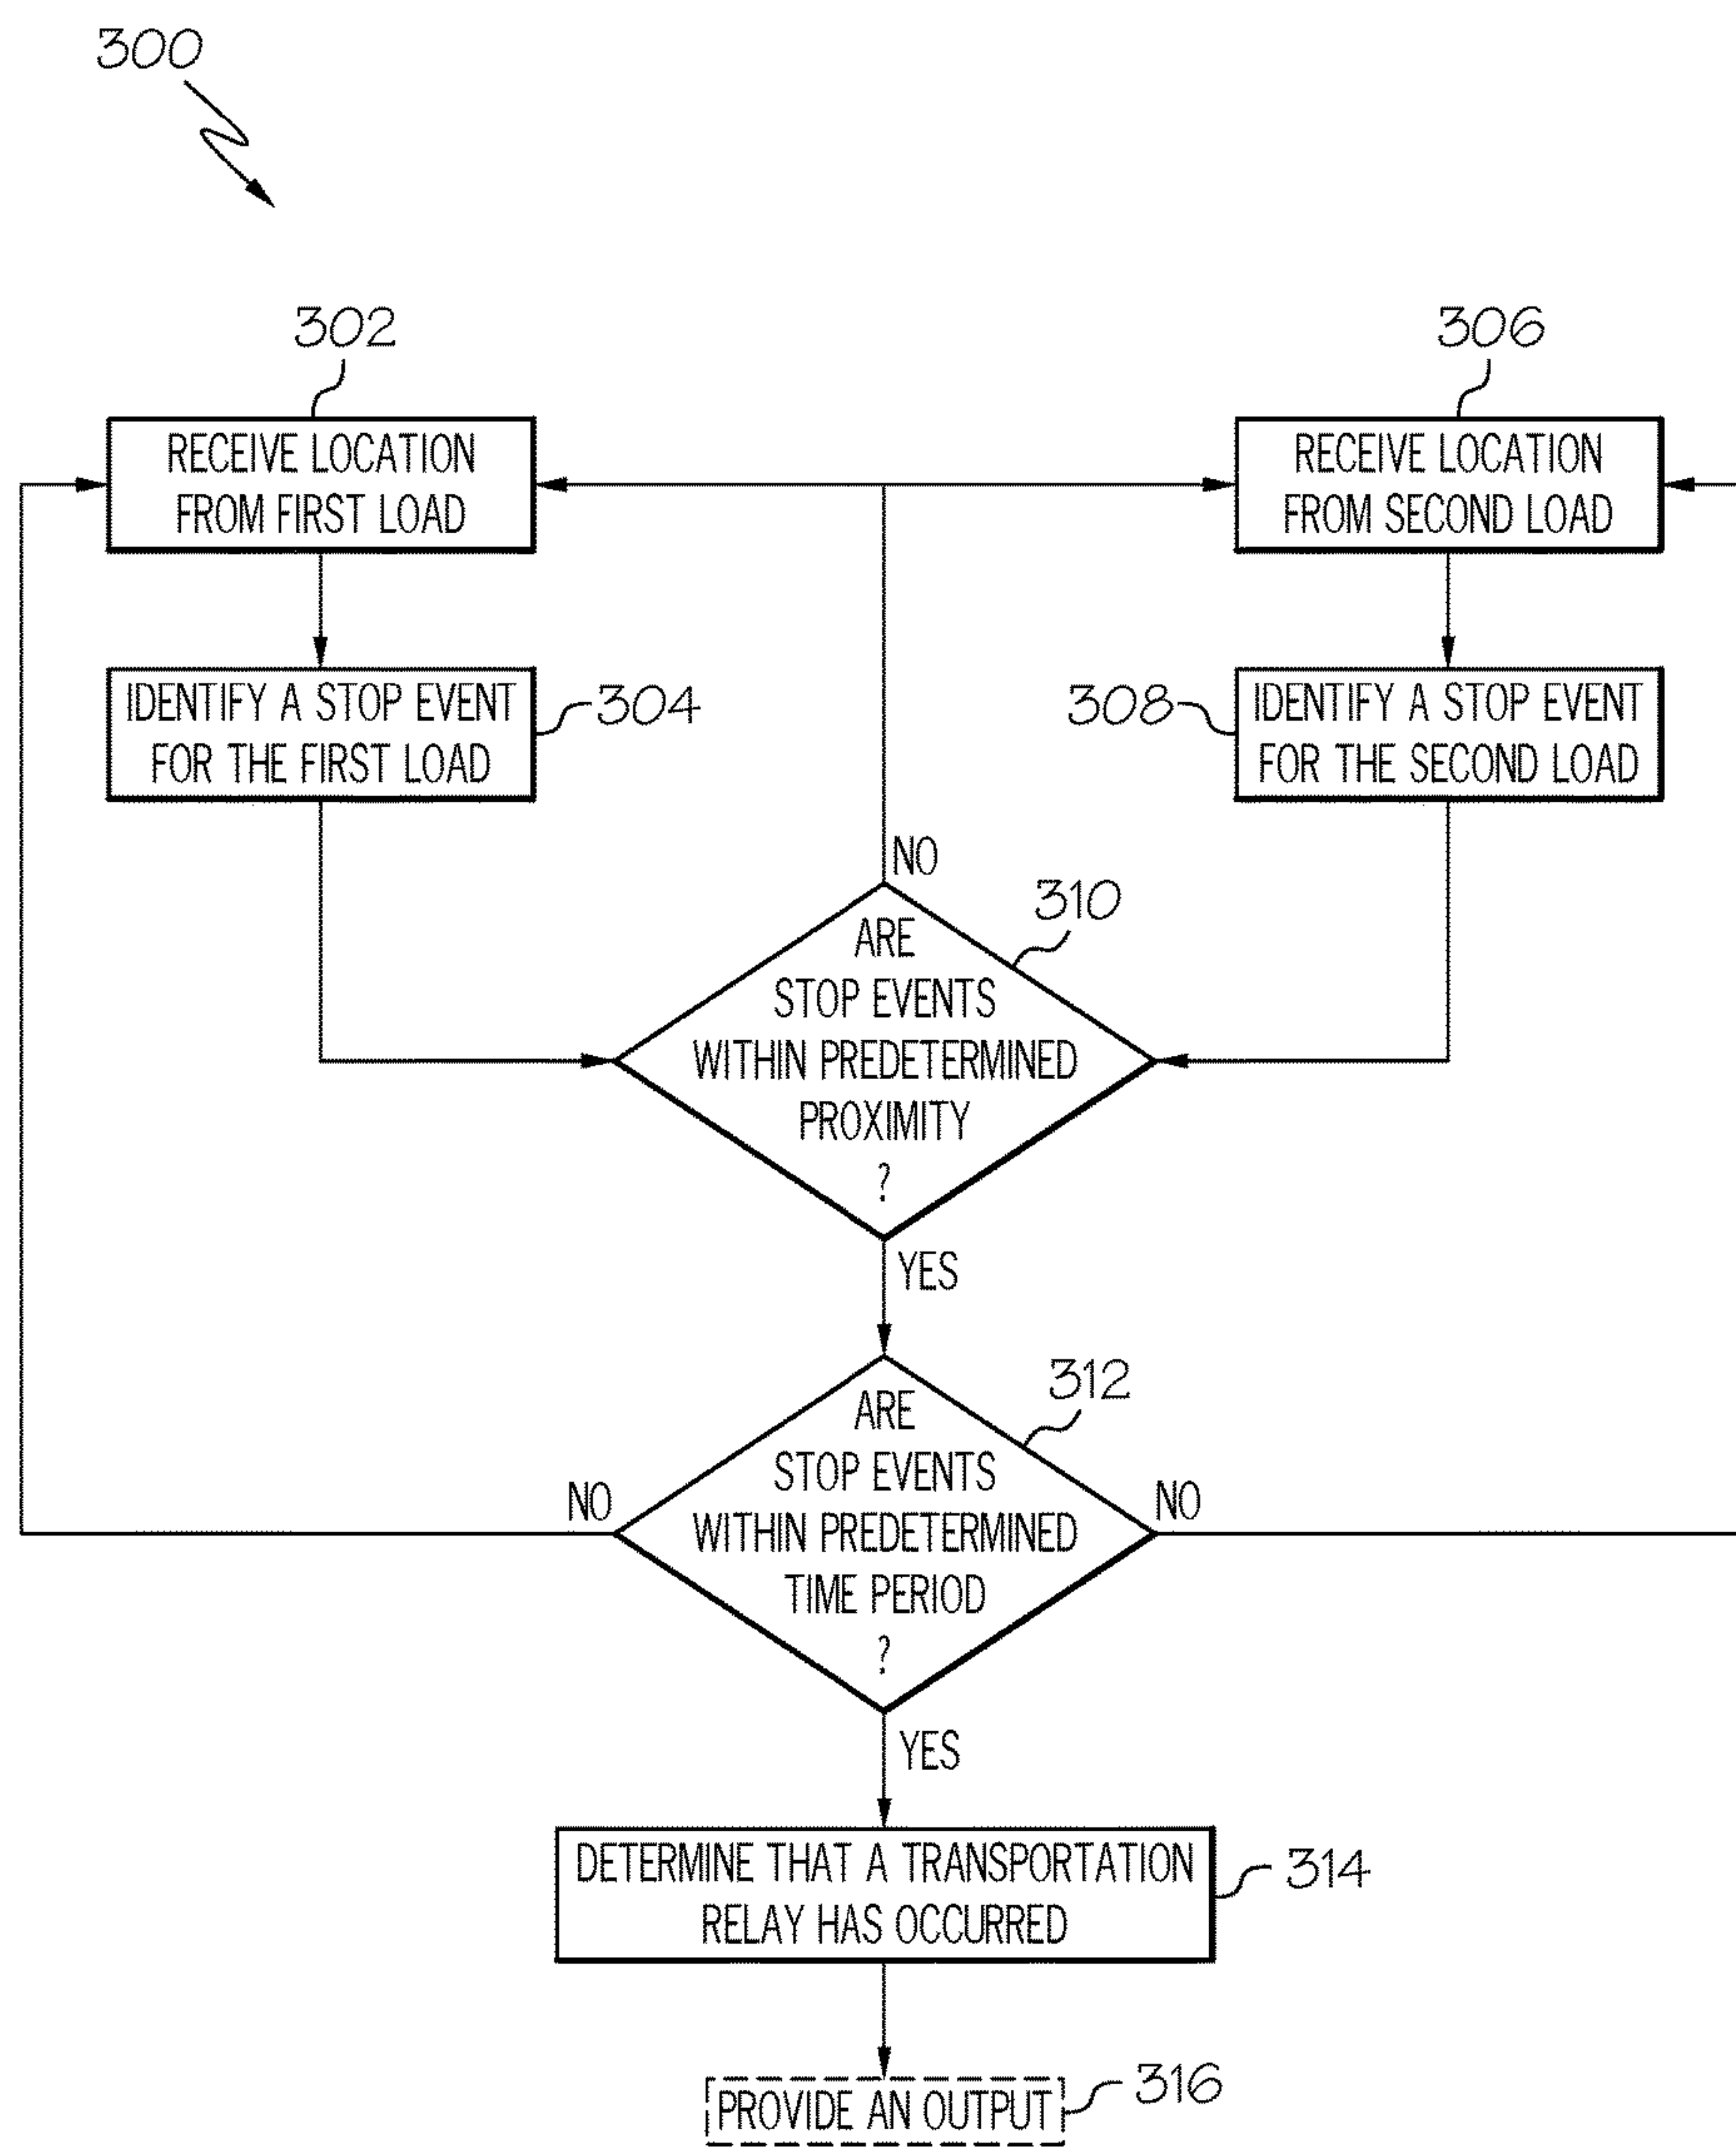 300
302
306
RECEIVE LOCATION
FROM FIRST LOAD
RECEIVE LOCATION
FROM SECOND LOAD
IDENTIFY A STOP EVENT
FOR THE FIRST LOAD
304
308
IDENTIFY A STOP EVENT
FOR THE SECOND LOAD
NO
310
ARE
STOP EVENTS
WITHIN PREDETERMINED
PROXIMITY
?
YES
312
ARE
STOP EVENTS
WITHIN PREDETERMINED
TIME PERIOD
?
NO
NO
YES
DETERMINE THAT A TRANSPORTATION
RELAY HAS OCCURRED
314
PROVIDE AN OUTPUT
316